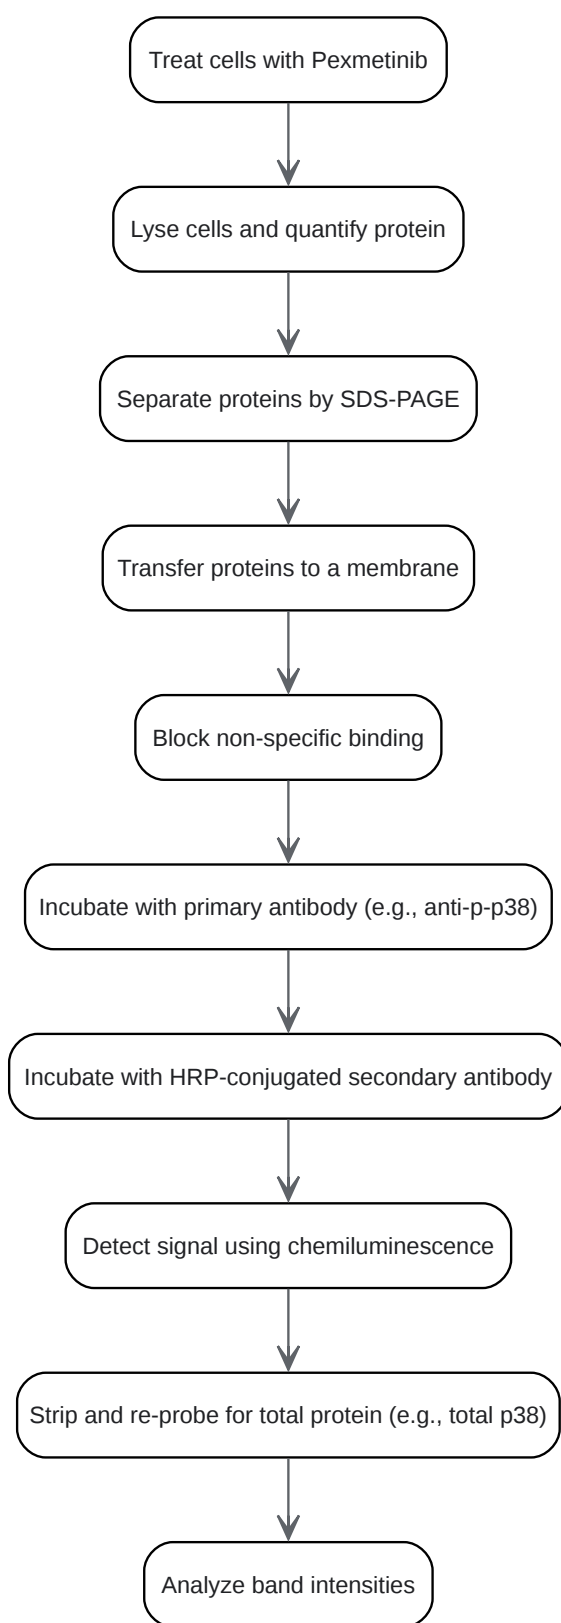 Treat cells with Pexmetinib
Lyse cells and quantify protein
Separate proteins by SDS-PAGE
Transfer proteins to a membrane
Block non-specific binding
Incubate with primary antibody (e.g., anti-p-p38)
Incubate with HRP-conjugated secondary antibody
Detect signal using chemiluminescence
Strip and re-probe for total protein (e.g., total p38)
Analyze band intensities